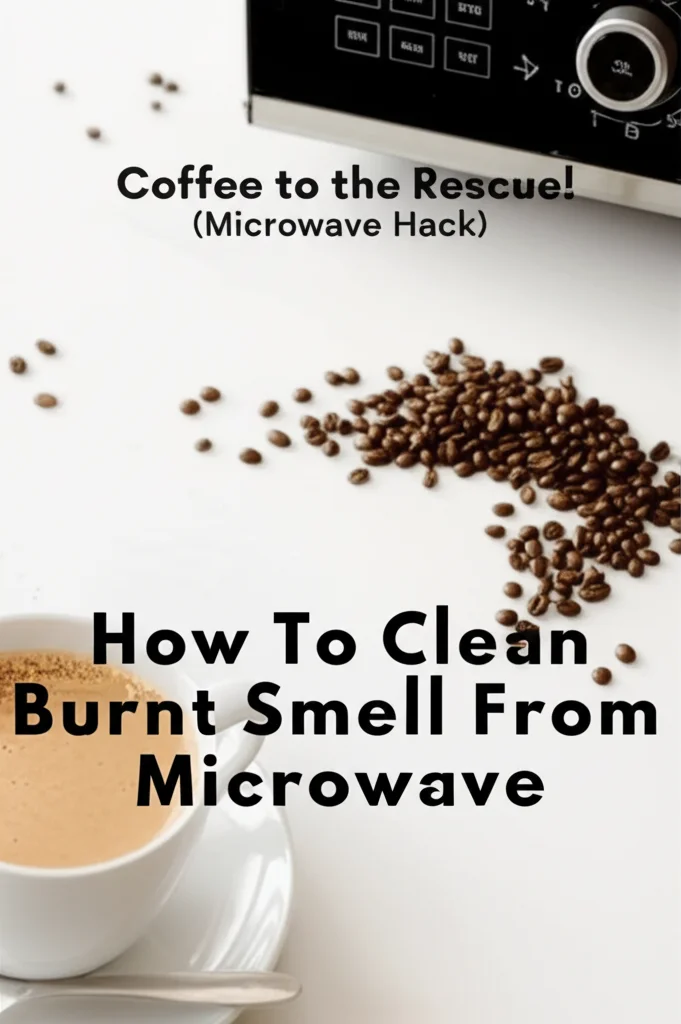 Coffee to the Rescue!
(Microwave Hack)
How To Clean
Burnt Smell From
Microwave